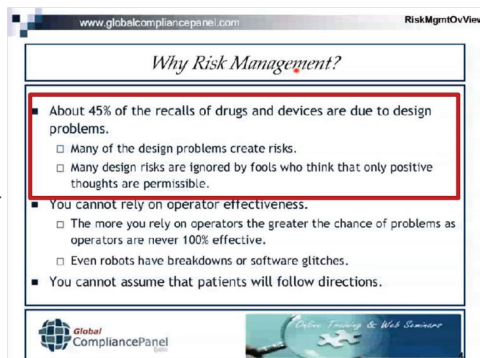 www.globalcompliancepanel.com
RiskMgmtOvView
Why Risk Management?
About 45% of the recalls of drugs and devices are due to design
problems.
Many of the design problems create risks.
Many design risks are ignored by fools who think that only positive
thoughts are permissible.
You cannot rely on operator effectiveness.
The more you rely on operators the greater the chance of problems as
operators are never 100% effective.
Even robots have breakdowns or software glitches.
You cannot assume that patients will follow directions.
Global
CompliancePanel
Online Training & Web Seminars